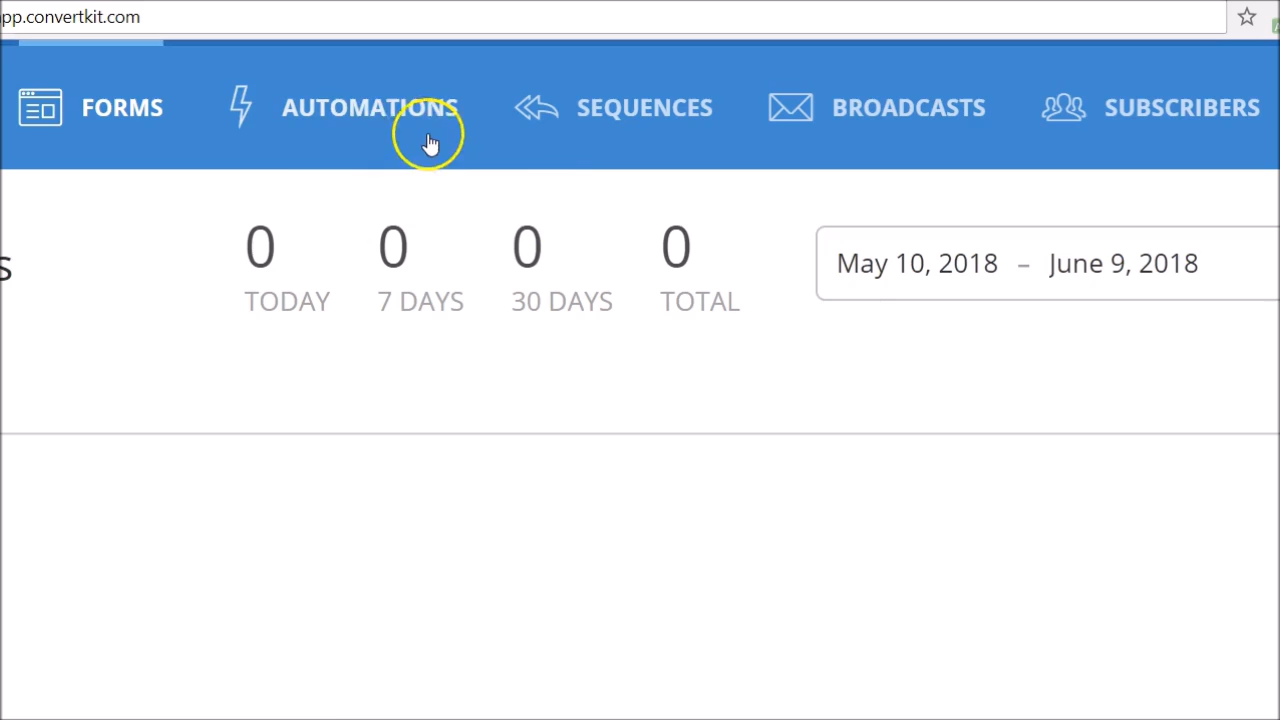 pp.convertkit.com
FORMS AUTOMATIONS SEQUENCES BROADCASTS SUBSCRIBERS
s 0 0 0 0 May 10, 2018 – June 9, 2018
TODAY 7 DAYS 30 DAYS TOTAL